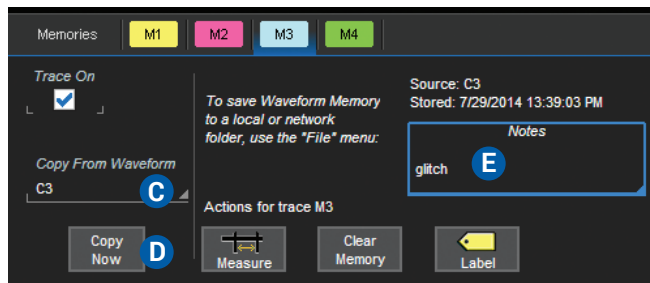 Memories M1 M2 M3 M4
Trace On
To save Waveform Memory
to a local or network
folder, use the "File" menu:
Source: C3
Stored: 7/29/2014 13:39:03 PM
Notes
glitch
E
Copy From Waveform
C3
C
Actions for trace M3
Copy
Now
D
Measure
Clear
Memory
Label